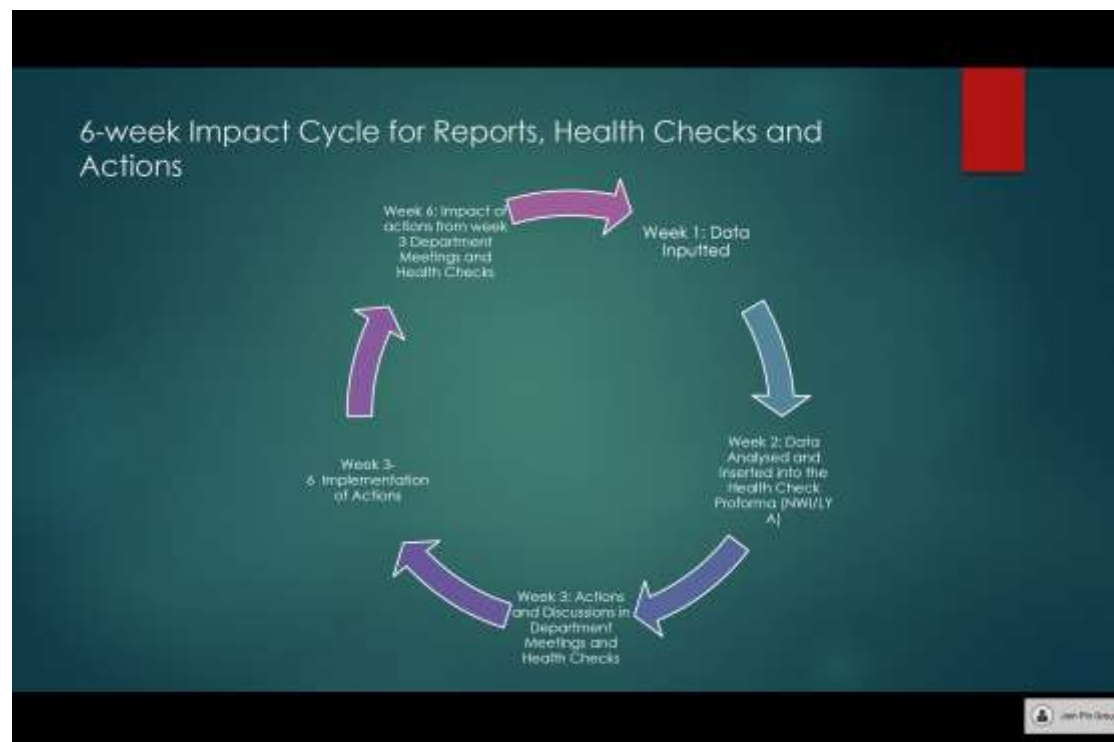 6-week Impact Cycle for Reports, Health Checks and
Actions
Week 6: Impact of
actions from week
3 Department
Meetings and
Health Checks
Week 1: Data
Inputted
Week 2: Data
Analysed and
Inserted into the
Health Check
Proforma (NWI/LY
A)
Week 3: Actions
and Discussions in
Department
Meetings and
Health Checks
Week 3-
6 Implementation
of Actions